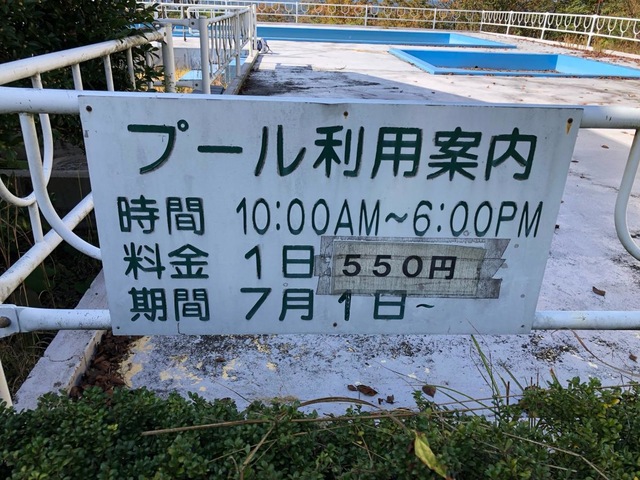 プール利用案内
時間 10:00AM~6:00PM
料金 1日 550円
期間 7月1日~